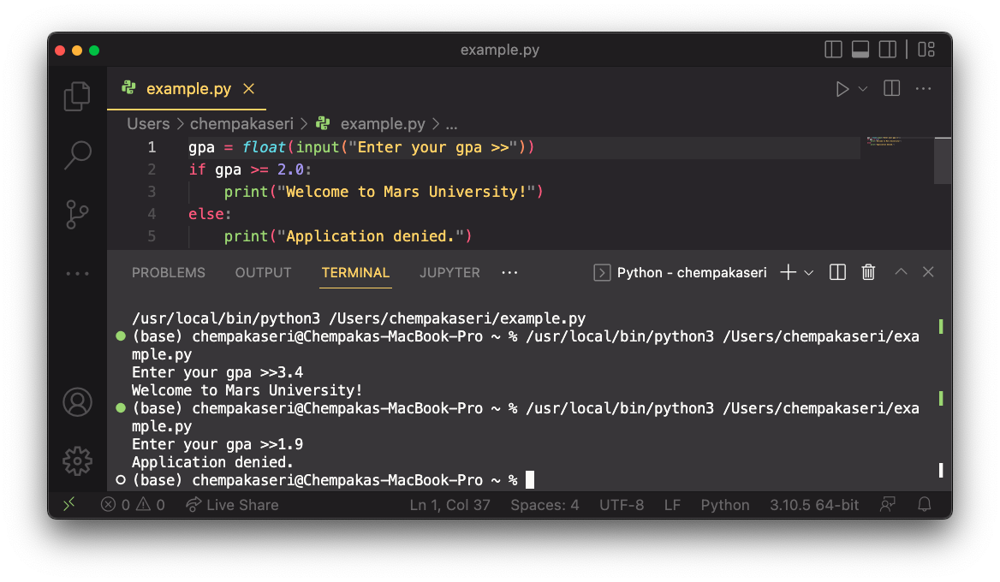 example.py
example.py
Users > chempakaseri > example.py > ...
1 gpa = float(input("Enter your gpa >>"))
2 if gpa >= 2.0:
3     print("Welcome to Mars University!")
4 else:
5     print("Application denied.")
PROBLEMS OUTPUT TERMINAL JUPYTER ... Python - chempakaseri
/usr/local/bin/python3 /Users/chempakaseri/example.py
(base) chempakaseri@Chempakas-MacBook-Pro ~ % /usr/local/bin/python3 /Users/chempakaseri/exa
mple.py
Enter your gpa >>3.4
Welcome to Mars University!
(base) chempakaseri@Chempakas-MacBook-Pro ~ % /usr/local/bin/python3 /Users/chempakaseri/exa
mple.py
Enter your gpa >>1.9
Application denied.
(base) chempakaseri@Chempakas-MacBook-Pro ~ %
0 0 Live Share Ln 1, Col 37 Spaces: 4 UTF-8 LF Python 3.10.5 64-bit